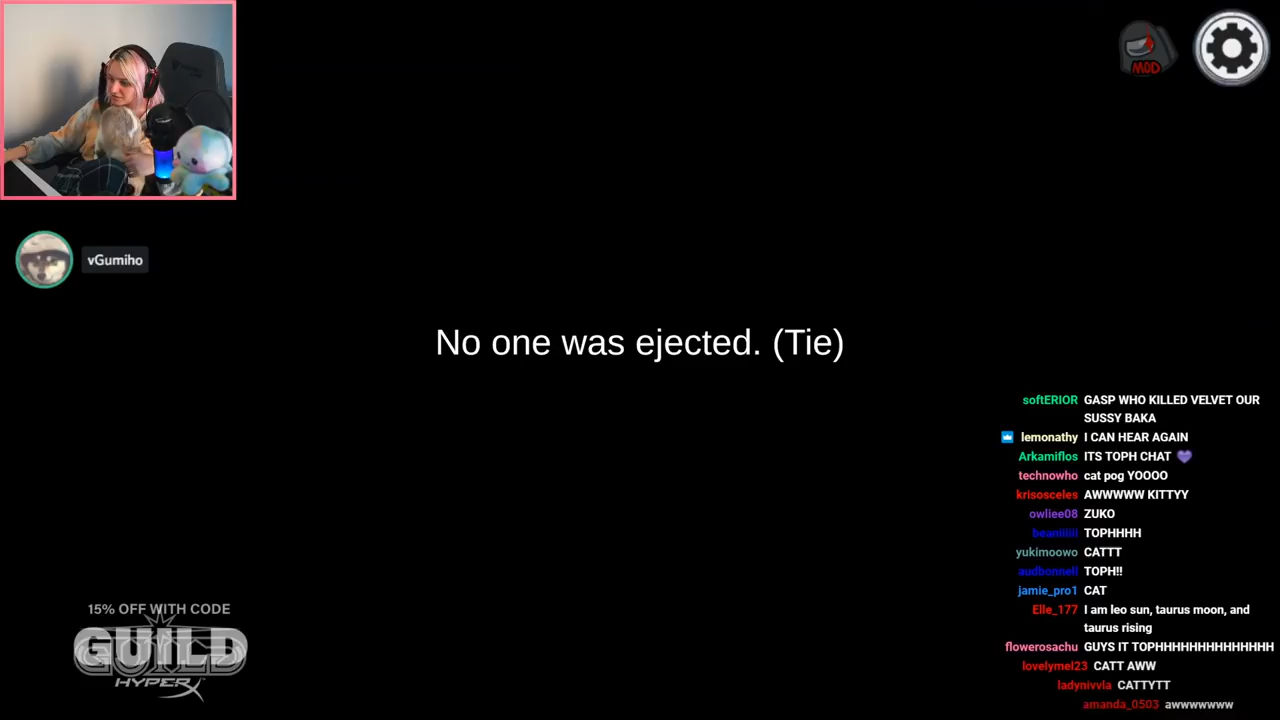 MOD
vGumiho
No one was ejected. (Tie)
softERIOR GASP WHO KILLED VELVET OUR
SUSSY BAKA
lemonathy I CAN HEAR AGAIN
Arkamiflos ITS TOPH CHAT 💜
technowho cat pog YOOOO
krisosceles AWWWWW KITTYY
owliee08 ZUKO
beaniiiiii TOPHHHH
yukimoowo CATTT
audbonneli TOPH!!
jamie_pro1 CAT
Elle_177 I am leo sun, taurus moon, and
taurus rising
flowerosachu GUYS IT TOPHHHHHHHHHHHHHH
lovelymel23 CATT AWW
ladynivvla CATTYTT
amanda_0503 awwwwwww
15% OFF WITH CODE
GUILD
HYPERX